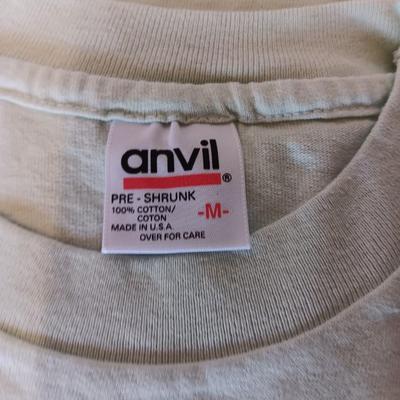 anvil®
PRE-SHRUNK
100% COTTON/
COTON
MADE IN U.S.A.
-M-
OVER FOR CARE